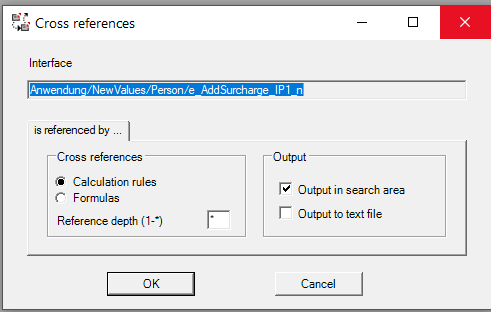 Cross references
Interface
Anwendung/NewValues/Person/e_AddSurcharge_IP1_n
is referenced by ...
Cross references
Calculation rules
Formulas
Reference depth (1-*)
*
Output
Output in search area
Output to text file
OK
Cancel